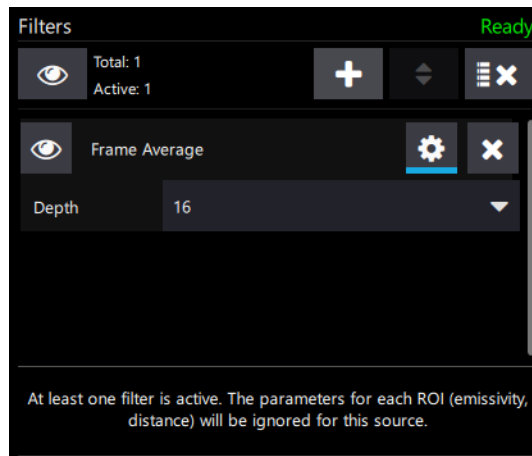 Filters Ready
Total: 1
Active: 1
Frame Average
Depth 16
At least one filter is active. The parameters for each ROI (emissivity,
distance) will be ignored for this source.